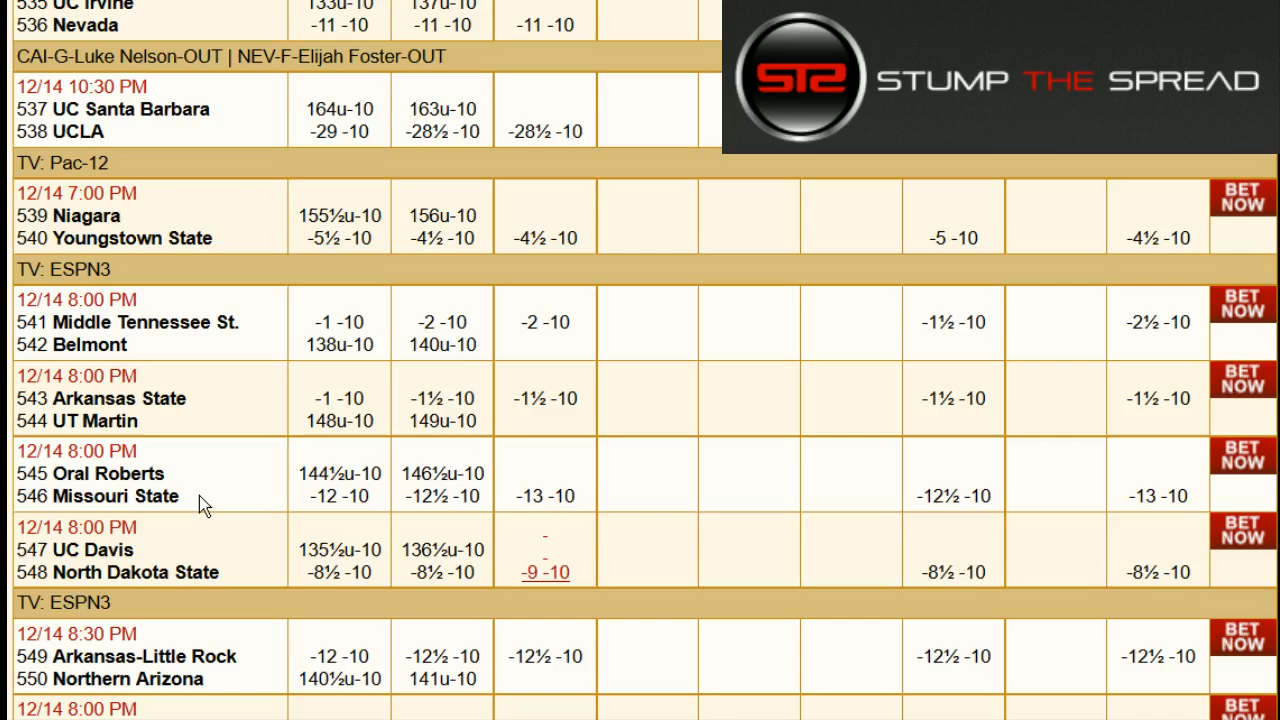 535 UC Irvine 133u-10 137u-10
536 Nevada -11 -10 -11 -10 -11 -10
CAI-G-Luke Nelson-OUT | NEV-F-Elijah Foster-OUT
STS STUMP THE SPREAD
12/14 10:30 PM
537 UC Santa Barbara 164u-10 163u-10
538 UCLA -29 -10 -28½ -10 -28½ -10
TV: Pac-12
12/14 7:00 PM BET NOW
539 Niagara 155½u-10 156u-10
540 Youngstown State -5½ -10 -4½ -10 -4½ -10 -5 -10 -4½ -10
TV: ESPN3
12/14 8:00 PM BET NOW
541 Middle Tennessee St. -1 -10 -2 -10 -2 -10 -1½ -10 -2½ -10
542 Belmont 138u-10 140u-10
12/14 8:00 PM BET NOW
543 Arkansas State -1 -10 -1½ -10 -1½ -10 -1½ -10 -1½ -10
544 UT Martin 148u-10 149u-10
12/14 8:00 PM BET NOW
545 Oral Roberts 144½u-10 146½u-10
546 Missouri State -12 -10 -12½ -10 -13 -10 -12½ -10 -13 -10
12/14 8:00 PM - BET NOW
547 UC Davis 135½u-10 136½u-10 -
548 North Dakota State -8½ -10 -8½ -10 -9 -10 -8½ -10 -8½ -10
TV: ESPN3
12/14 8:30 PM BET NOW
549 Arkansas-Little Rock -12 -10 -12½ -10 -12½ -10 -12½ -10 -12½ -10
550 Northern Arizona 140½u-10 141u-10
12/14 8:00 PM BET NOW